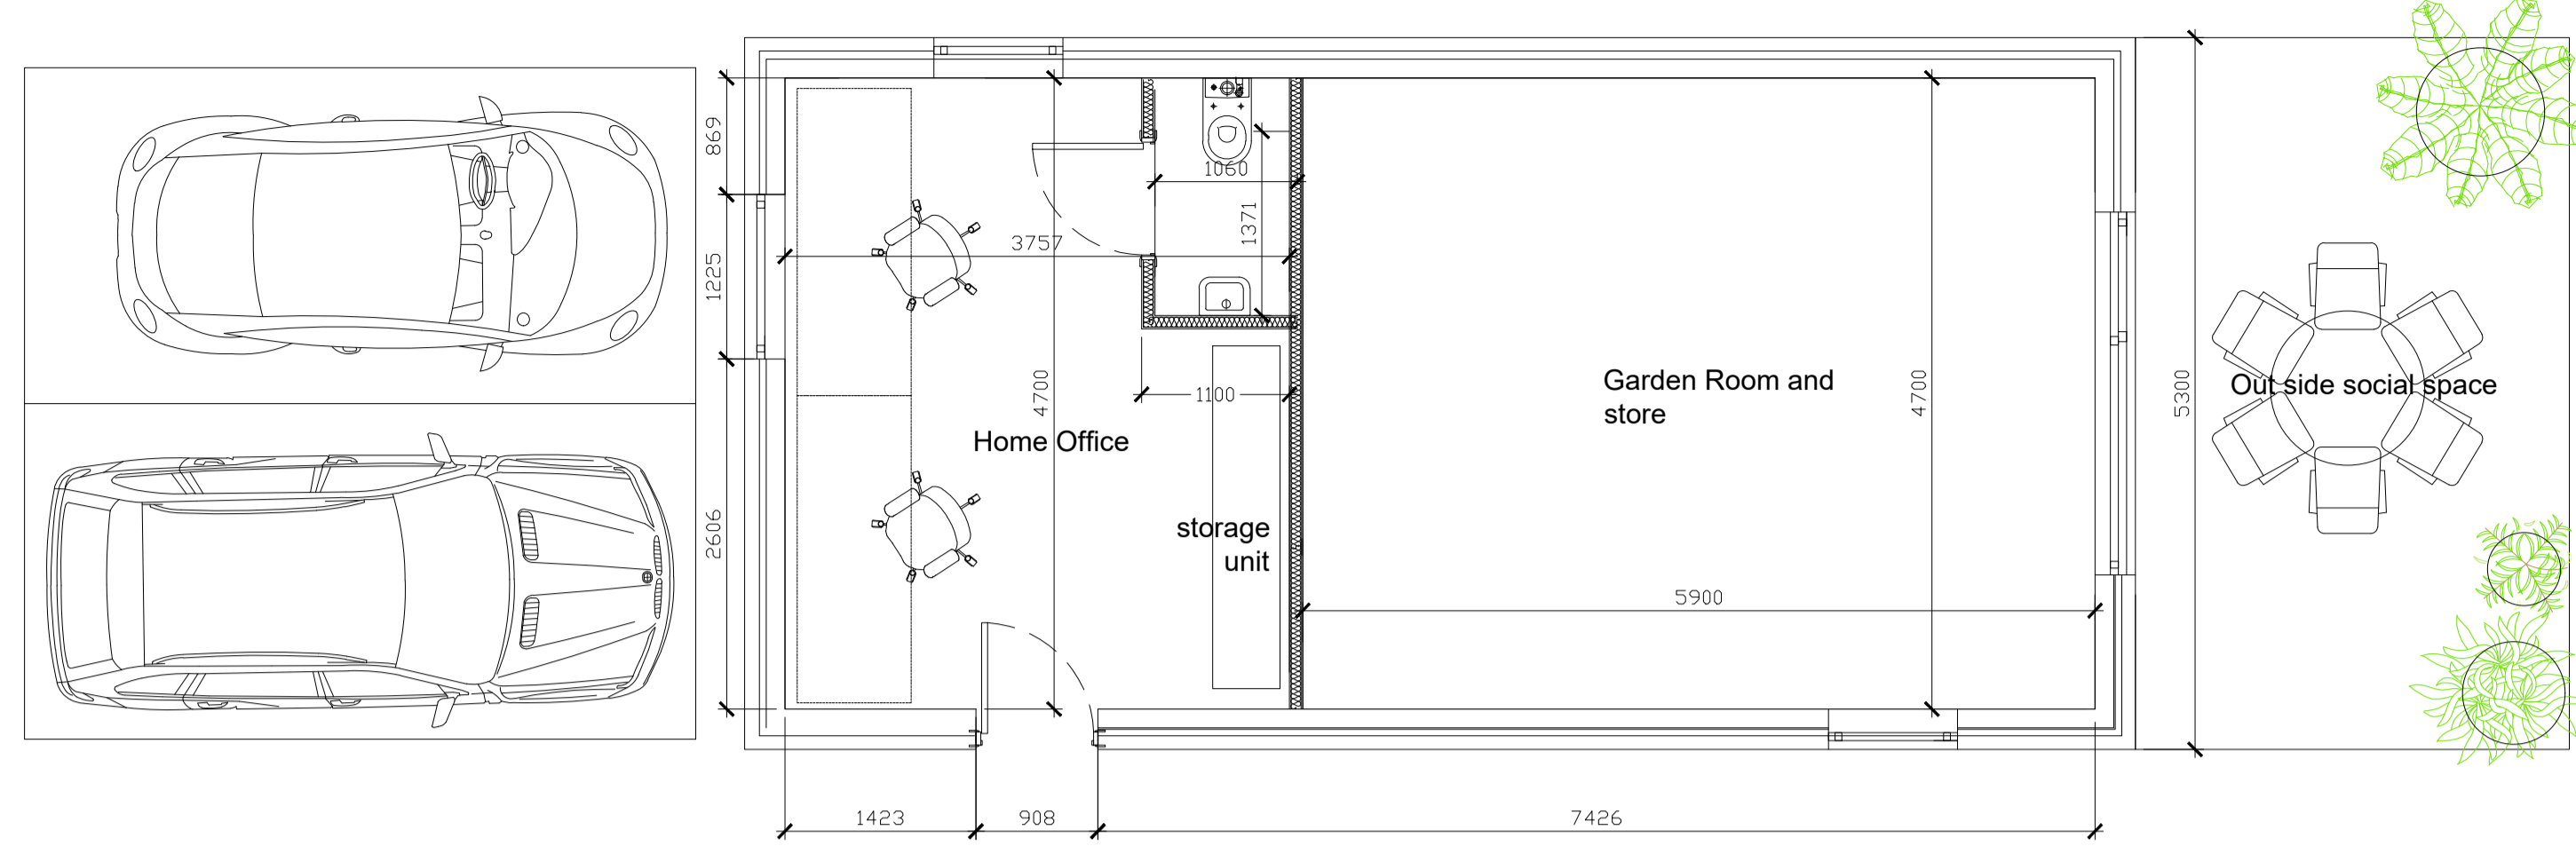 869
1060
1371
3757
1225
Garden Room and
store
4700
1100
4700
5300
Out side social space
Home Office
storage
unit
2606
5900
1423
908
7426